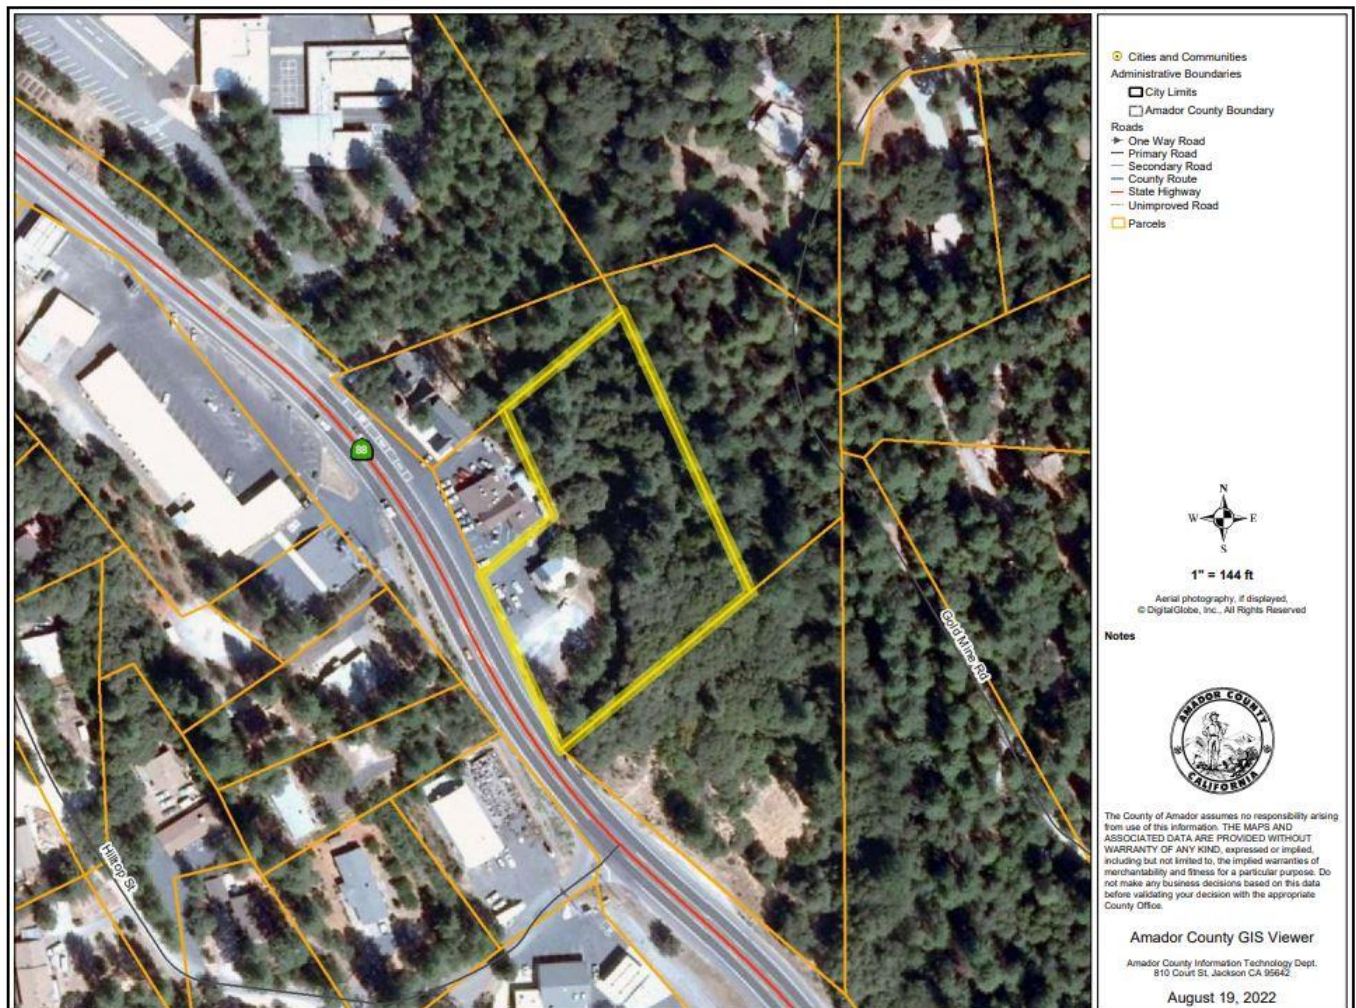 Cities and Communities
Administrative Boundaries
City Limits
Amador County Boundary
Roads
One Way Road
Primary Road
Secondary Road
County Route
State Highway
Unimproved Road
Parcels
88
Gold Mine Rd
Hilltop St
N
W E
S
1" = 144 ft
Aerial photography, if displayed,
© DigitalGlobe, Inc., All Rights Reserved
Notes
AMADOR COUNTY
CALIFORNIA
The County of Amador assumes no responsibility arising
from use of this information. THE MAPS AND
ASSOCIATED DATA ARE PROVIDED WITHOUT
WARRANTY OF ANY KIND, expressed or implied,
including but not limited to, the implied warranties of
merchantability and fitness for a particular purpose. Do
not make any business decisions based on this data
before validating your decision with the appropriate
County Office.
Amador County GIS Viewer
Amador County Information Technology Dept.
810 Court St, Jackson CA 95642
August 19, 2022